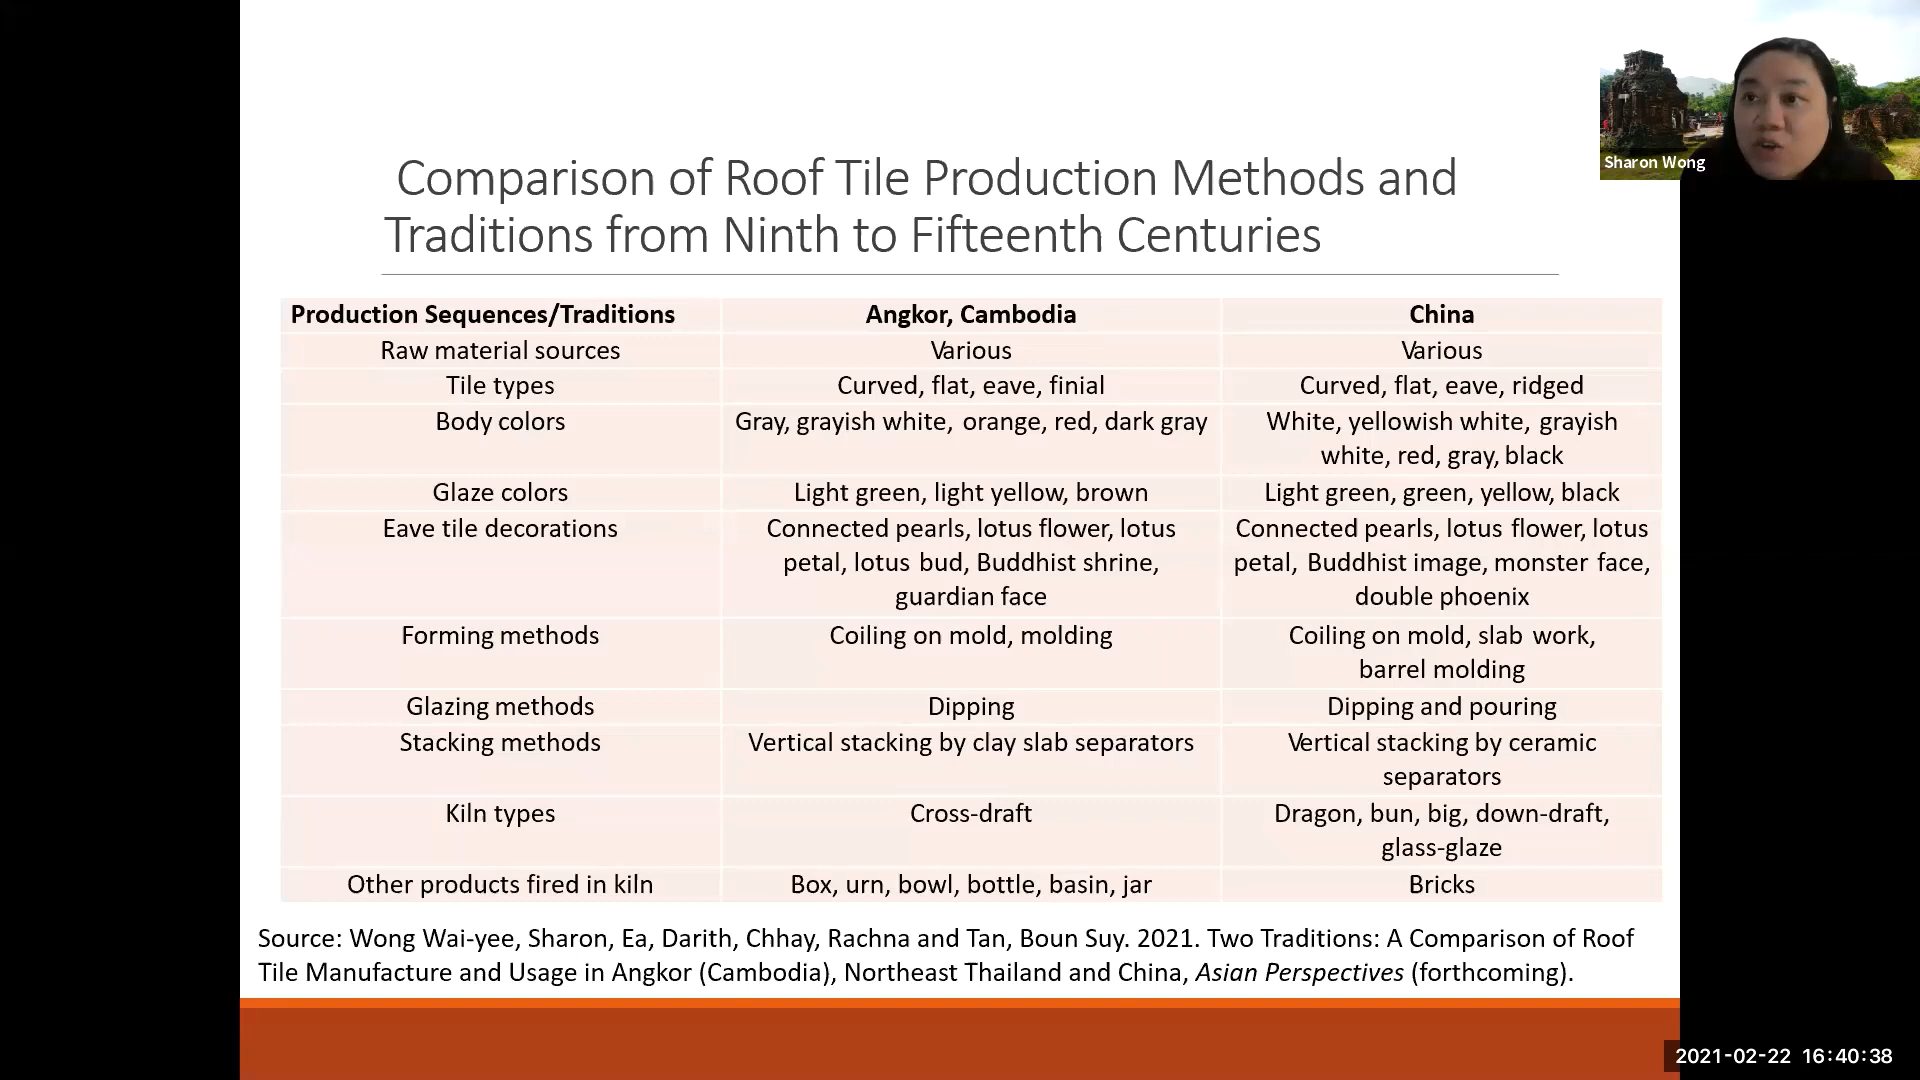 Comparison of Roof Tile Production Methods and
Traditions from Ninth to Fifteenth Centuries
Sharon Wong
Production Sequences/Traditions Angkor, Cambodia China
Raw material sources Various Various
Tile types Curved, flat, eave, finial Curved, flat, eave, ridged
Body colors Gray, grayish white, orange, red, dark gray White, yellowish white, grayish
white, red, gray, black
Glaze colors Light green, light yellow, brown Light green, green, yellow, black
Eave tile decorations Connected pearls, lotus flower, lotus Connected pearls, lotus flower, lotus
petal, lotus bud, Buddhist shrine, petal, Buddhist image, monster face,
guardian face double phoenix
Forming methods Coiling on mold, molding Coiling on mold, slab work,
barrel molding
Glazing methods Dipping Dipping and pouring
Stacking methods Vertical stacking by clay slab separators Vertical stacking by ceramic
separators
Kiln types Cross-draft Dragon, bun, big, down-draft,
glass-glaze
Other products fired in kiln Box, urn, bowl, bottle, basin, jar Bricks
Source: Wong Wai-yee, Sharon, Ea, Darith, Chhay, Rachna and Tan, Boun Suy. 2021. Two Traditions: A Comparison of Roof
Tile Manufacture and Usage in Angkor (Cambodia), Northeast Thailand and China, Asian Perspectives (forthcoming).
2021-02-22 16:40:38